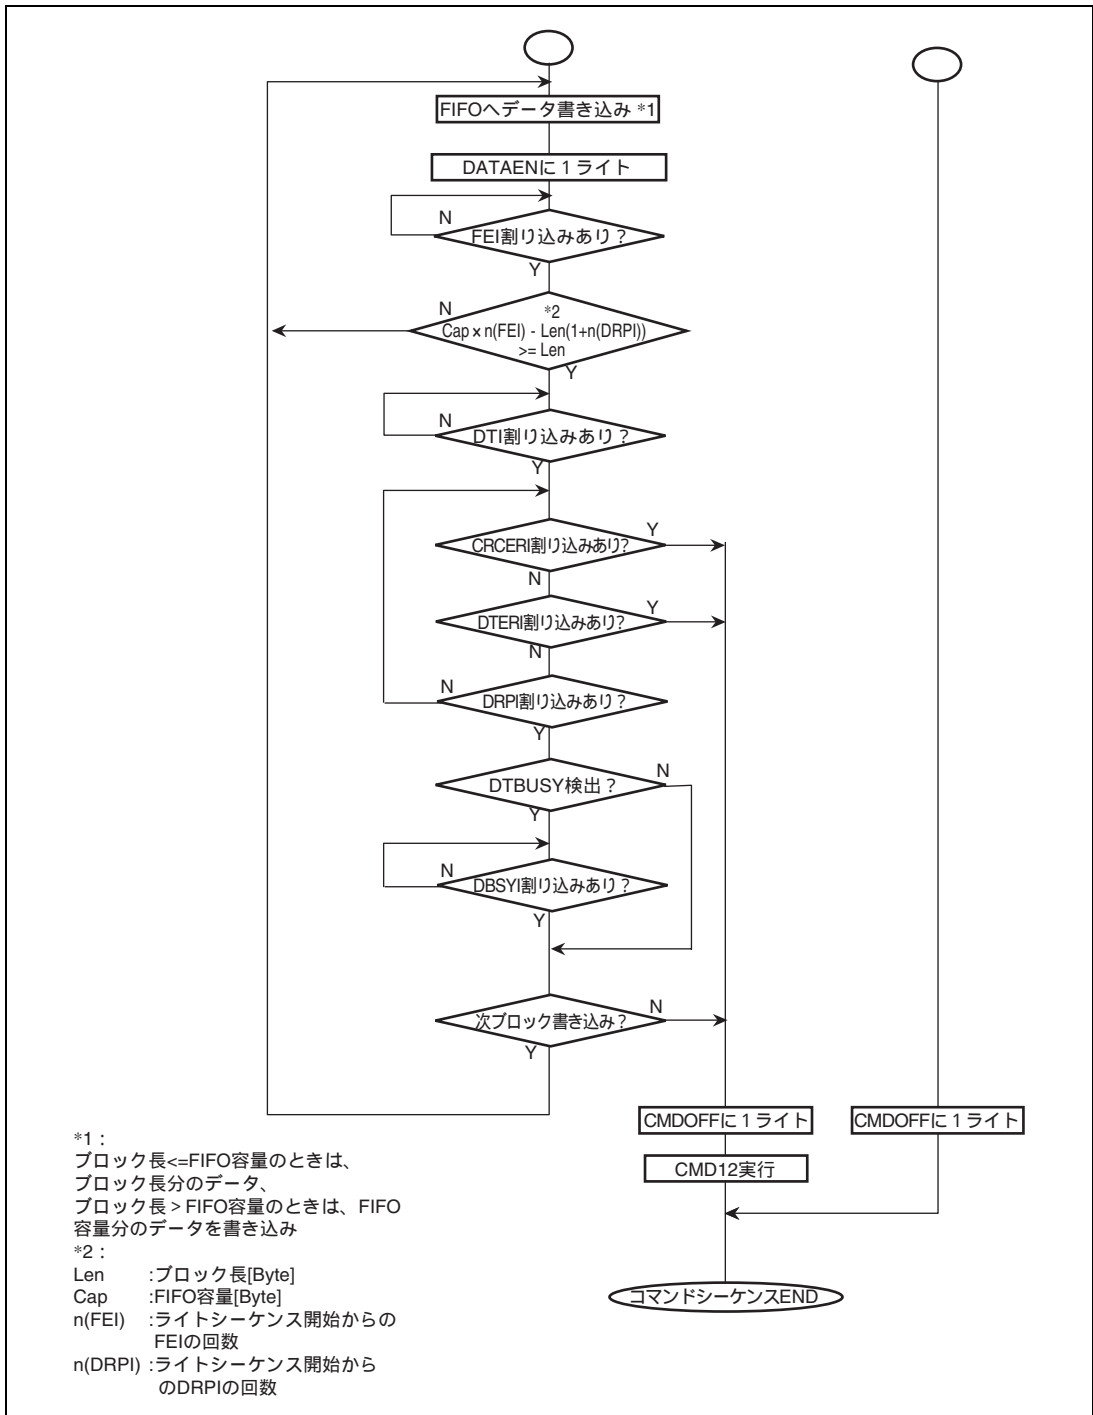 FIFOへデータ書き込み *1
DATAENに１ライト
N
FEI割り込みあり？
Y
N
*2
Cap×n(FEI) - Len(1+n(DRPI))
>= Len
Y
N
DTI割り込みあり？
Y
CRCERI割り込みあり?
Y
N
DTERI割り込みあり?
Y
N
N
DRPI割り込みあり？
Y
DTBUSY検出？
N
Y
N
DBSYI割り込みあり？
Y
次ブロック書き込み？
N
Y
CMDOFFに１ライト
CMDOFFに１ライト
CMD12実行
コマンドシーケンスEND
*1：
ブロック長<=FIFO容量のときは、
ブロック長分のデータ、
ブロック長 > FIFO容量のときは、FIFO
容量分のデータを書き込み
*2：
Len :ブロック長[Byte]
Cap :FIFO容量[Byte]
n(FEI) :ライトシーケンス開始からの
FEIの回数
n(DRPI) :ライトシーケンス開始から
のDRPIの回数